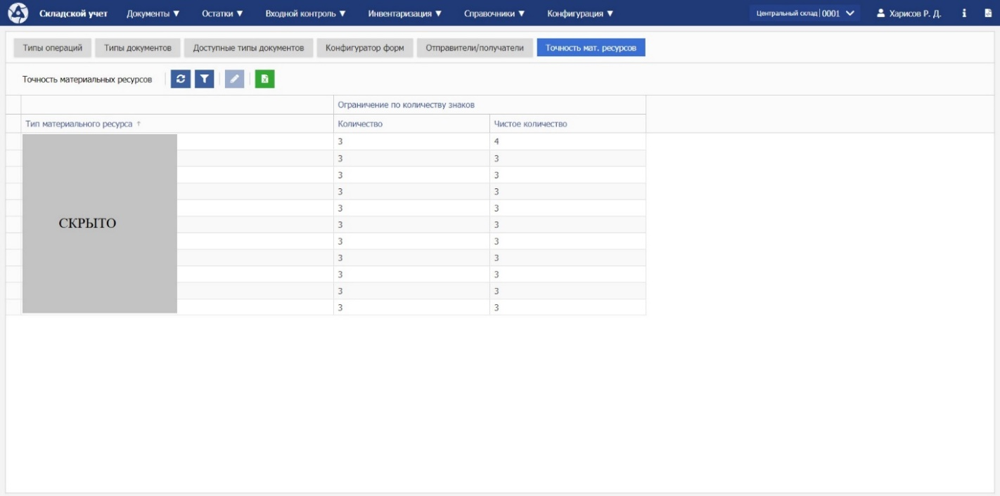 Складской учет Документы ▼ Остатки ▼ Входной контроль ▼ Инвентаризация ▼ Справочники ▼ Конфигурация ▼ Центральный склад | 0001 Харисов Р. Д.
Типы операций Типы документов Доступные типы документов Конфигуратор форм Отправители/получатели Точность мат. ресурсов
Точность материальных ресурсов
Ограничение по количеству знаков
Тип материального ресурса ↑ Количество Чистое количество
3 4
3 3
3 3
3 3
3 3
СКРЫТО 3 3
3 3
3 3
3 3
3 3
3 3